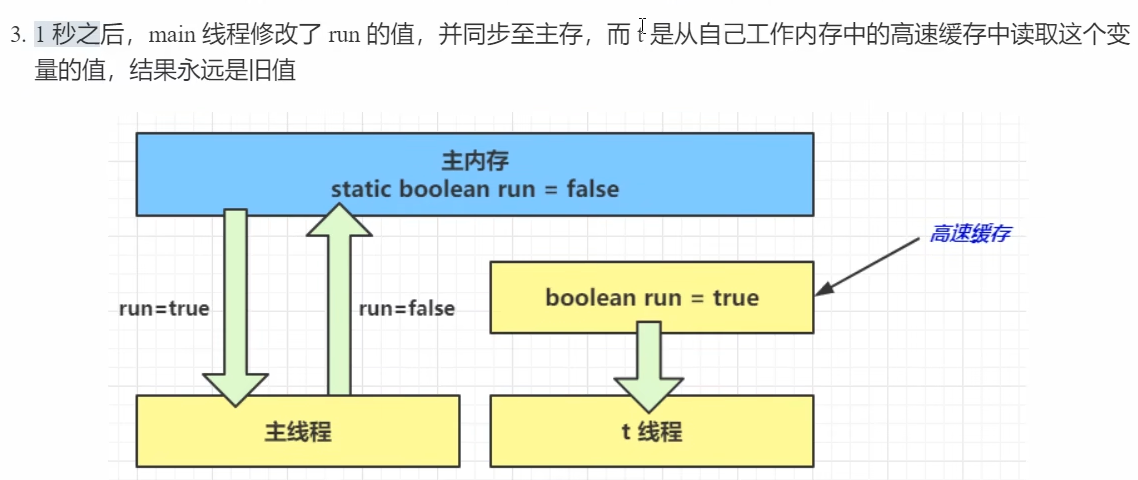 3. 1 秒之后，main 线程修改了 run 的值，并同步至主存，而 t 是从自己工作内存中的高速缓存中读取这个变
量的值，结果永远是旧值
主内存
static boolean run = false
高速缓存
boolean run = true
run=true
run=false
主线程
t 线程